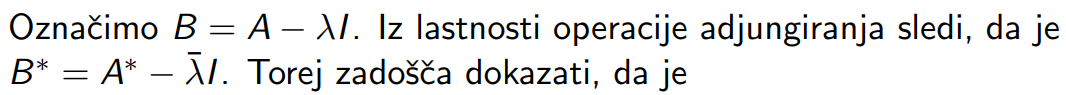 Označimo B = A − λI. Iz lastnosti operacije adjungiranja sledi, da je
B* = A* − λ̄I. Torej zadošča dokazati, da je